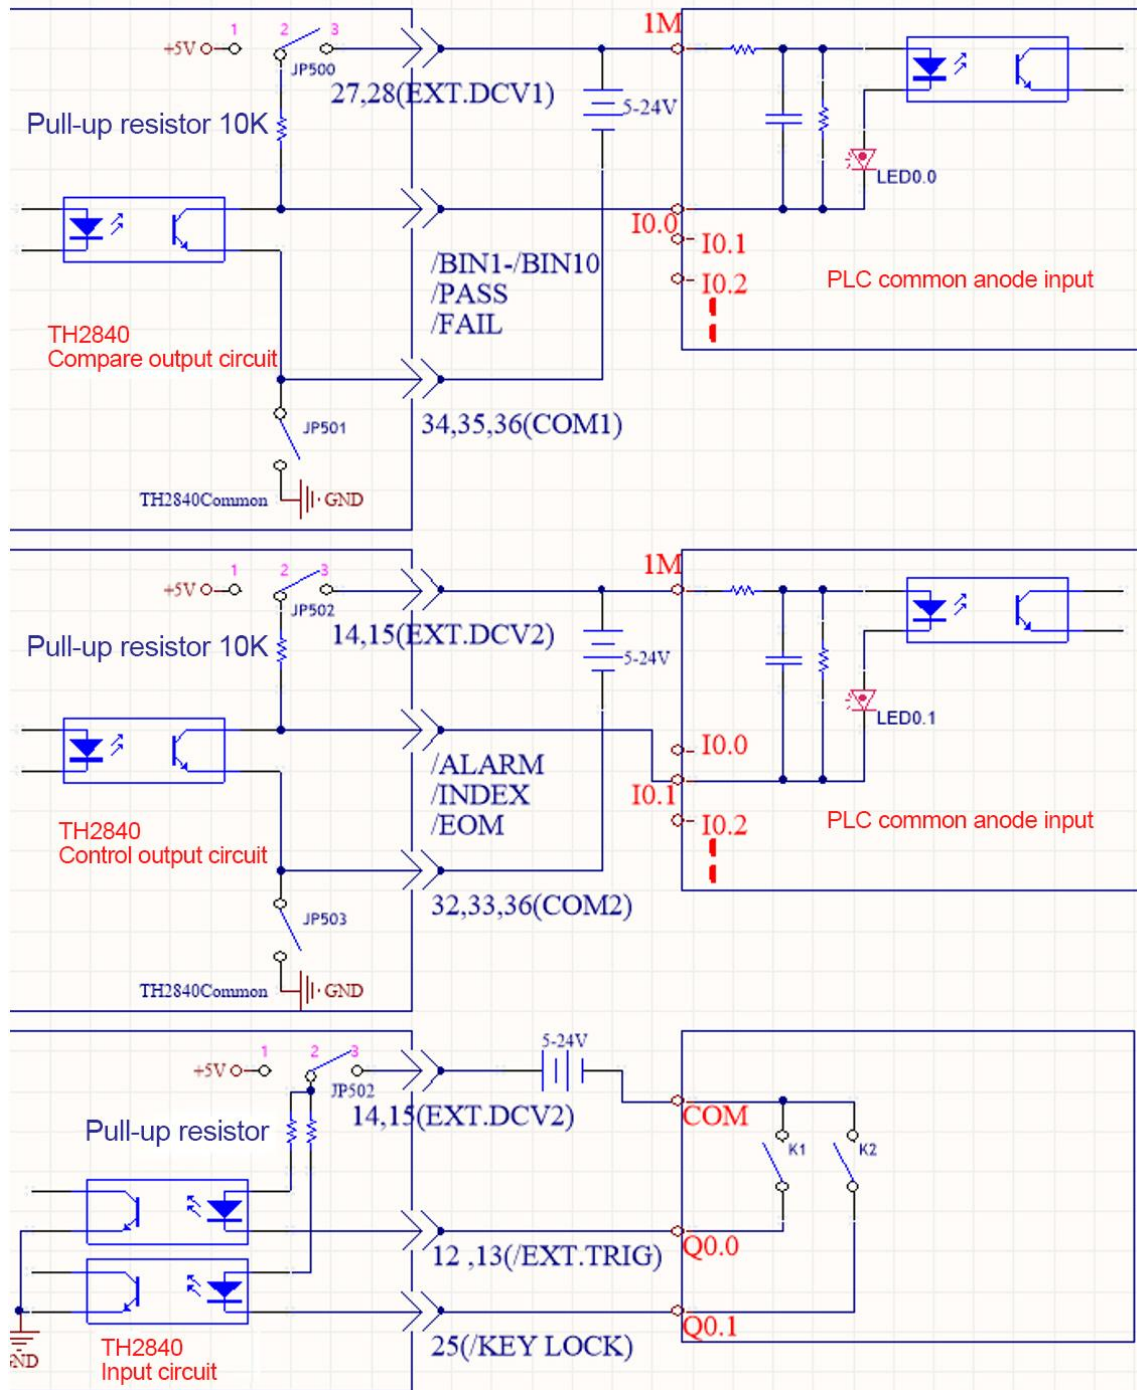 1 2 3
+5V
JP500
27,28(EXT.DCV1)
Pull-up resistor 10K
5-24V
1M
LED0.0
I0.0
I0.1
I0.2
PLC common anode input
/BIN1-/BIN10
/PASS
/FAIL
TH2840
Compare output circuit
34,35,36(COM1)
JP501
TH2840Common
GND
1 2 3
+5V
JP502
14,15(EXT.DCV2)
Pull-up resistor 10K
5-24V
1M
LED0.1
I0.0
I0.1
I0.2
PLC common anode input
/ALARM
/INDEX
/EOM
TH2840
Control output circuit
32,33,36(COM2)
JP503
TH2840Common
GND
1 2 3
+5V
JP502
14,15(EXT.DCV2)
5-24V
Pull-up resistor
COM
K1
K2
12 ,13(/EXT.TRIG)
Q0.0
25(/KEY LOCK)
Q0.1
TH2840
Input circuit